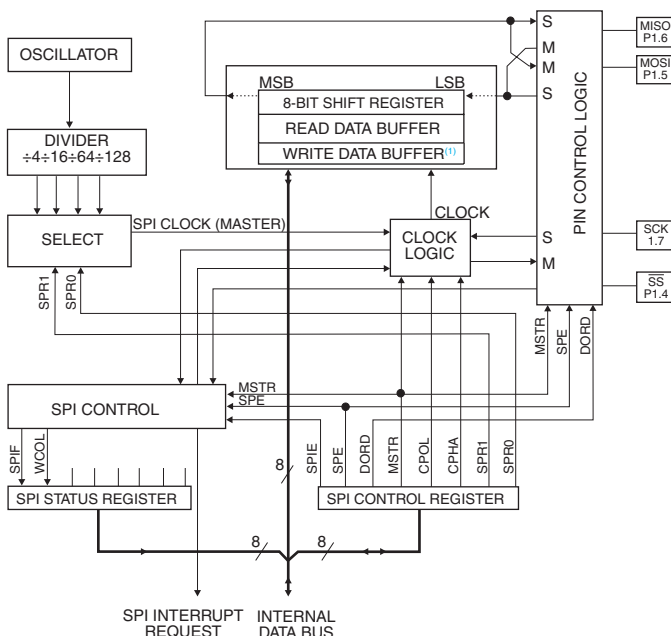 OSCILLATOR
DIVIDER
÷4÷16÷64÷128
SELECT
SPI CLOCK (MASTER)
SPR1
SPR0
MSB
LSB
8-BIT SHIFT REGISTER
READ DATA BUFFER
WRITE DATA BUFFER(1)
CLOCK
CLOCK
LOGIC
S
M
M
S
S
M
PIN CONTROL LOGIC
MISO
P1.6
MOSI
P1.5
SCK
1.7
SS
P1.4
MSTR
SPE
DORD
SPI CONTROL
MSTR
SPE
SPIF
WCOL
SPIE
SPE
DORD
MSTR
CPOL
CPHA
SPR1
SPR0
8
SPI STATUS REGISTER
SPI CONTROL REGISTER
8
8
SPI INTERRUPT
REQUEST
INTERNAL
DATA BUS